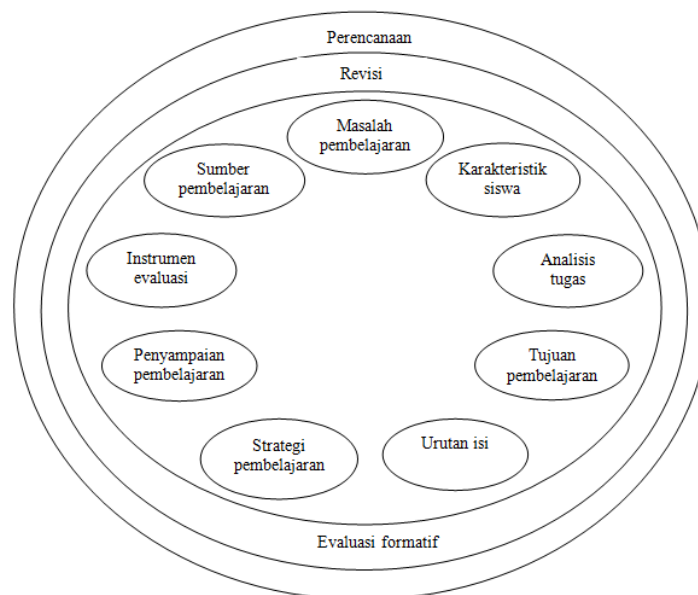 Perencanaan
Revisi
Masalah
pembelajaran
Sumber
pembelajaran
Karakteristik
siswa
Instrumen
evaluasi
Analisis
tugas
Penyampaian
pembelajaran
Tujuan
pembelajaran
Strategi
pembelajaran
Urutan isi
Evaluasi formatif